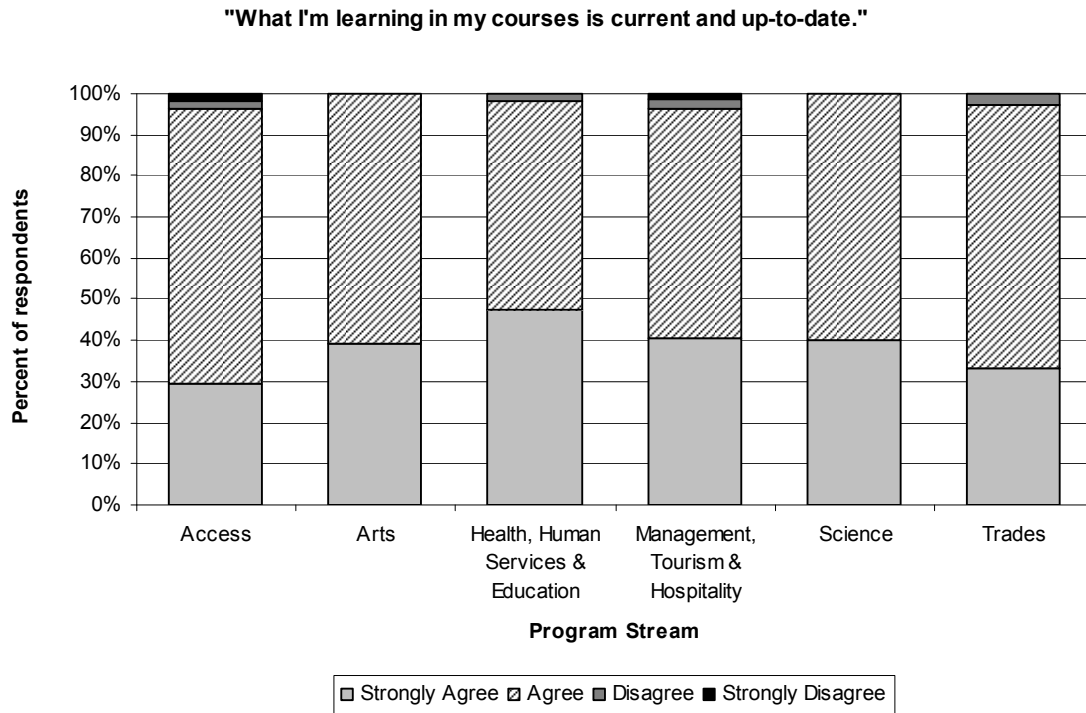 "What I'm learning in my courses is current and up-to-date."
100%
90%
80%
70%
60%
50%
40%
30%
20%
10%
0%
Percent of respondents
Access
Arts
Health, Human
Services &
Education
Management,
Tourism &
Hospitality
Science
Trades
Program Stream
Strongly Agree Agree Disagree Strongly Disagree